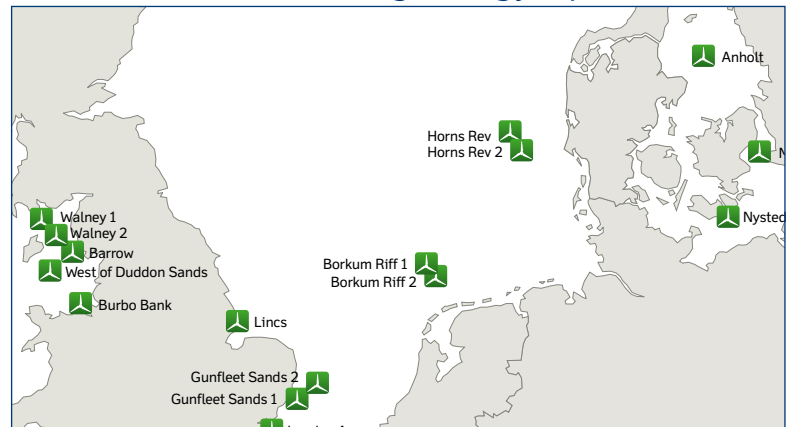 Anholt
Horns Rev
Horns Rev 2
Nysted
Walney 1
Walney 2
Barrow
West of Duddon Sands
Borkum Riff 1
Borkum Riff 2
Burbo Bank
Lincs
Gunfleet Sands 2
Gunfleet Sands 1